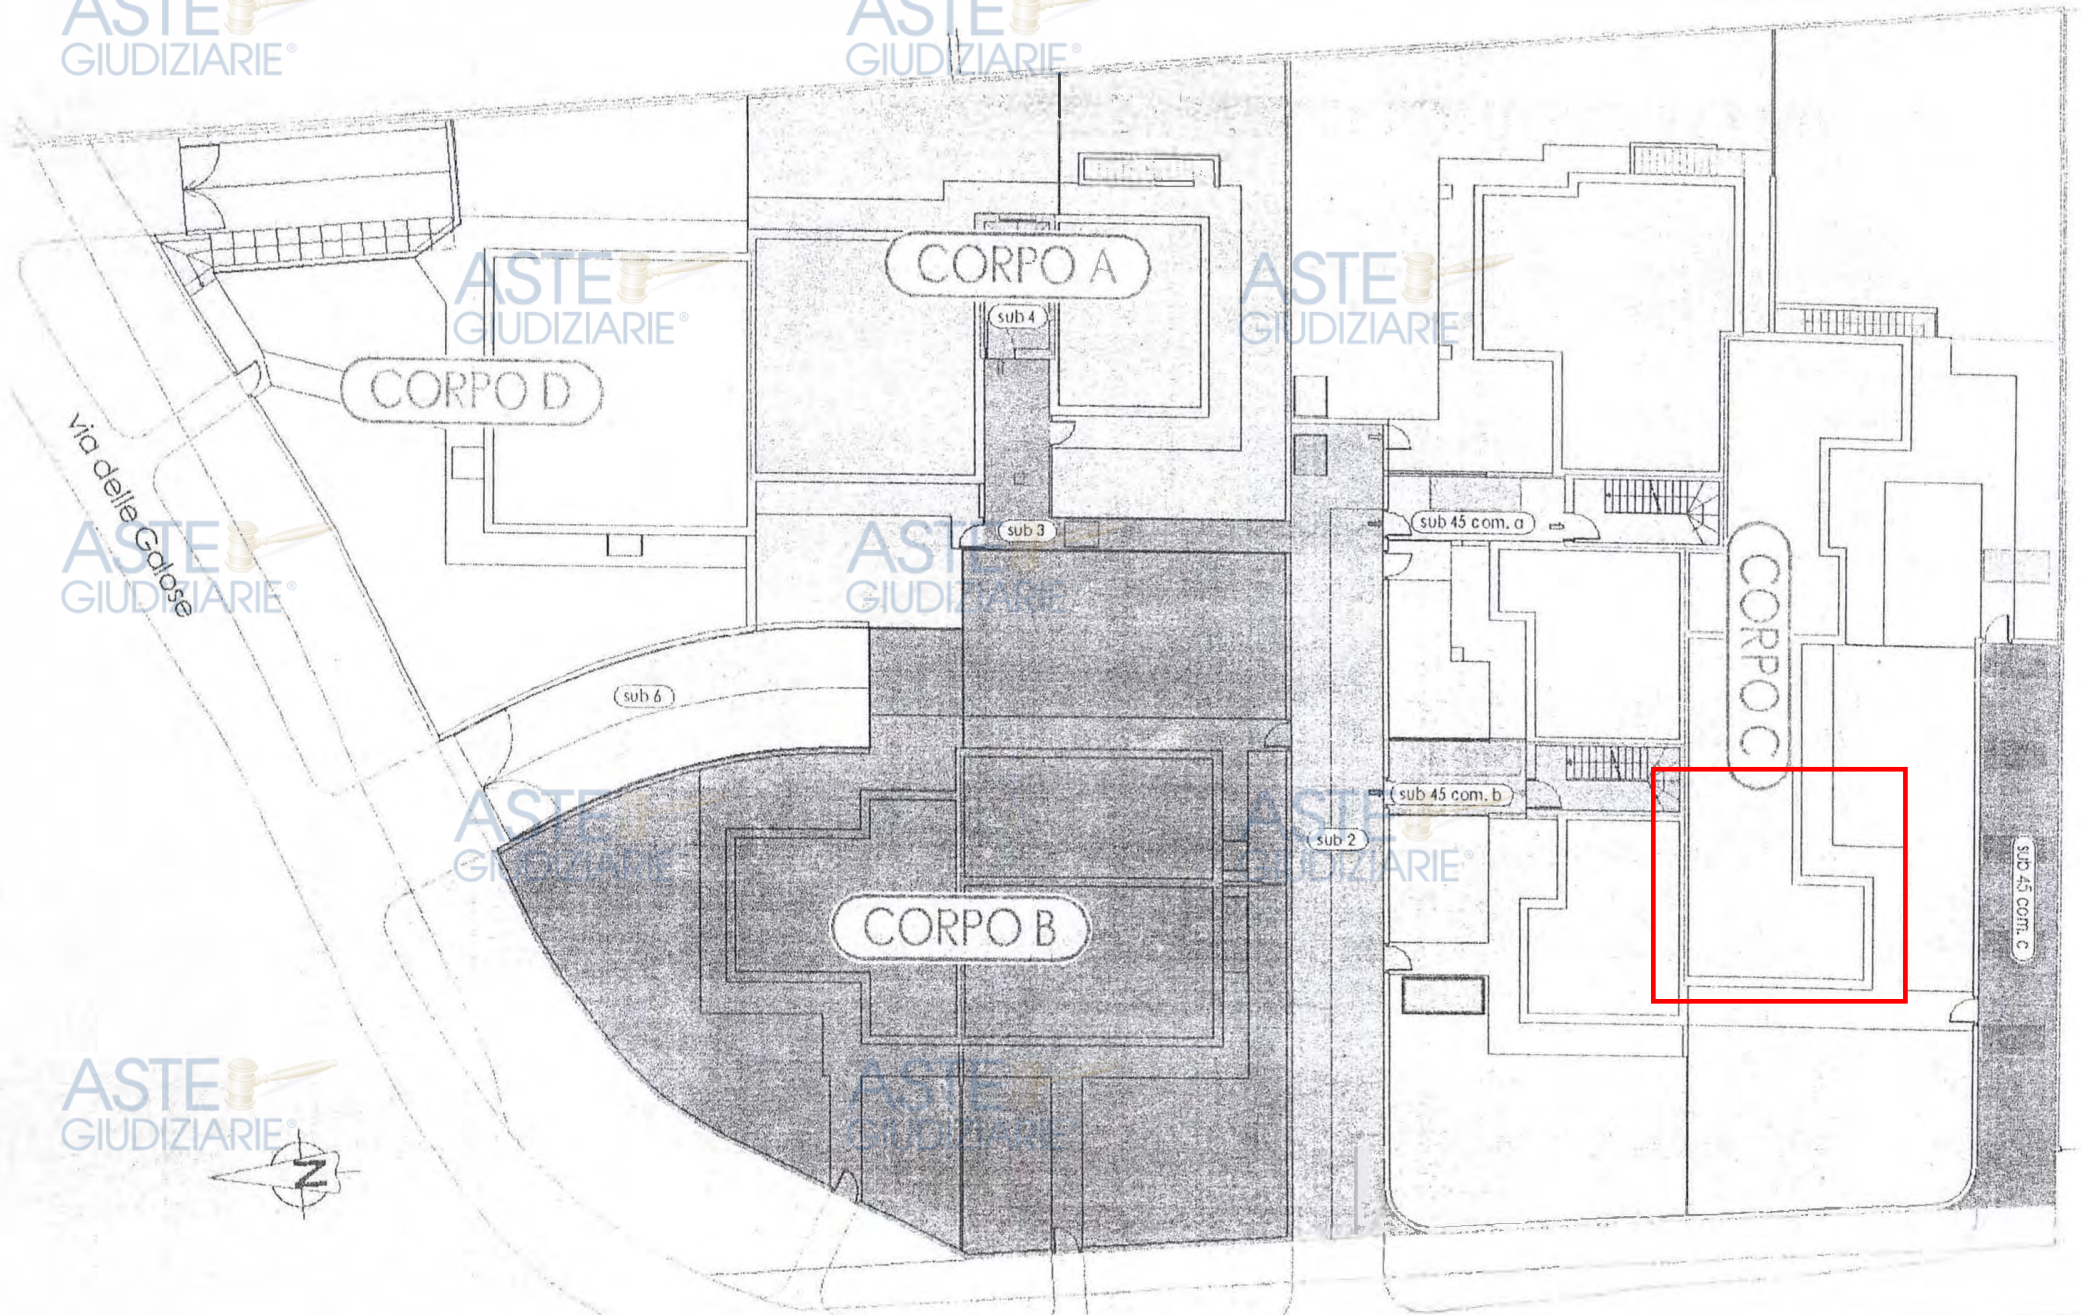 ASTE
GIUDIZIARIE®
ASTE
GIUDIZIARIE®
CORPO A
ASTE
GIUDIZIARIE®
ASTE
GIUDIZIARIE®
sub 4
CORPO D
via delle Galose
sub 3
sub 45 com. a
ASTE
GIUDIZIARIE®
ASTE
GIUDIZIARIE
CORPO C
sub 6
sub 45 com. b
ASTE
GIUDIZIARIE
ASTE
GIUDIZIARIE®
sub 2
sub 45 com. c
CORPO B
ASTE
GIUDIZIARIE®
ASTE
GIUDIZIARIE®
N